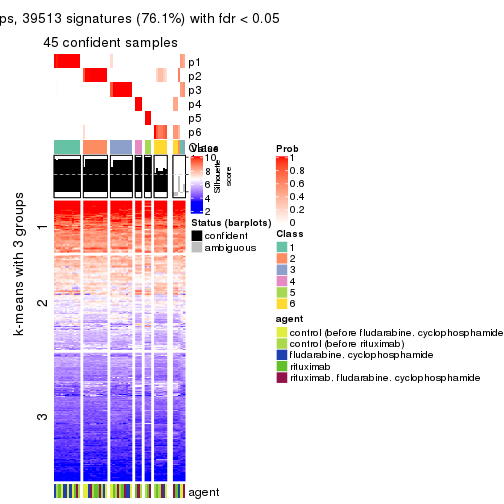 ps, 39513 signatures (76.1%) with fdr < 0.05
45 confident samples
p1
p2
p3
p4
p5
p6
Class
Value
10
8
6
4
2
Silhouette
score
Prob
1
0.8
0.6
0.4
0.2
0
Status (barplots)
confident
ambiguous
Class
1
2
3
4
5
6
agent
control (before fludarabine. cyclophosphamide
control (before rituximab)
fludarabine. cyclophosphamide
rituximab
rituximab. fludarabine. cyclophosphamide
k-means with 3 groups
1
2
3
agent